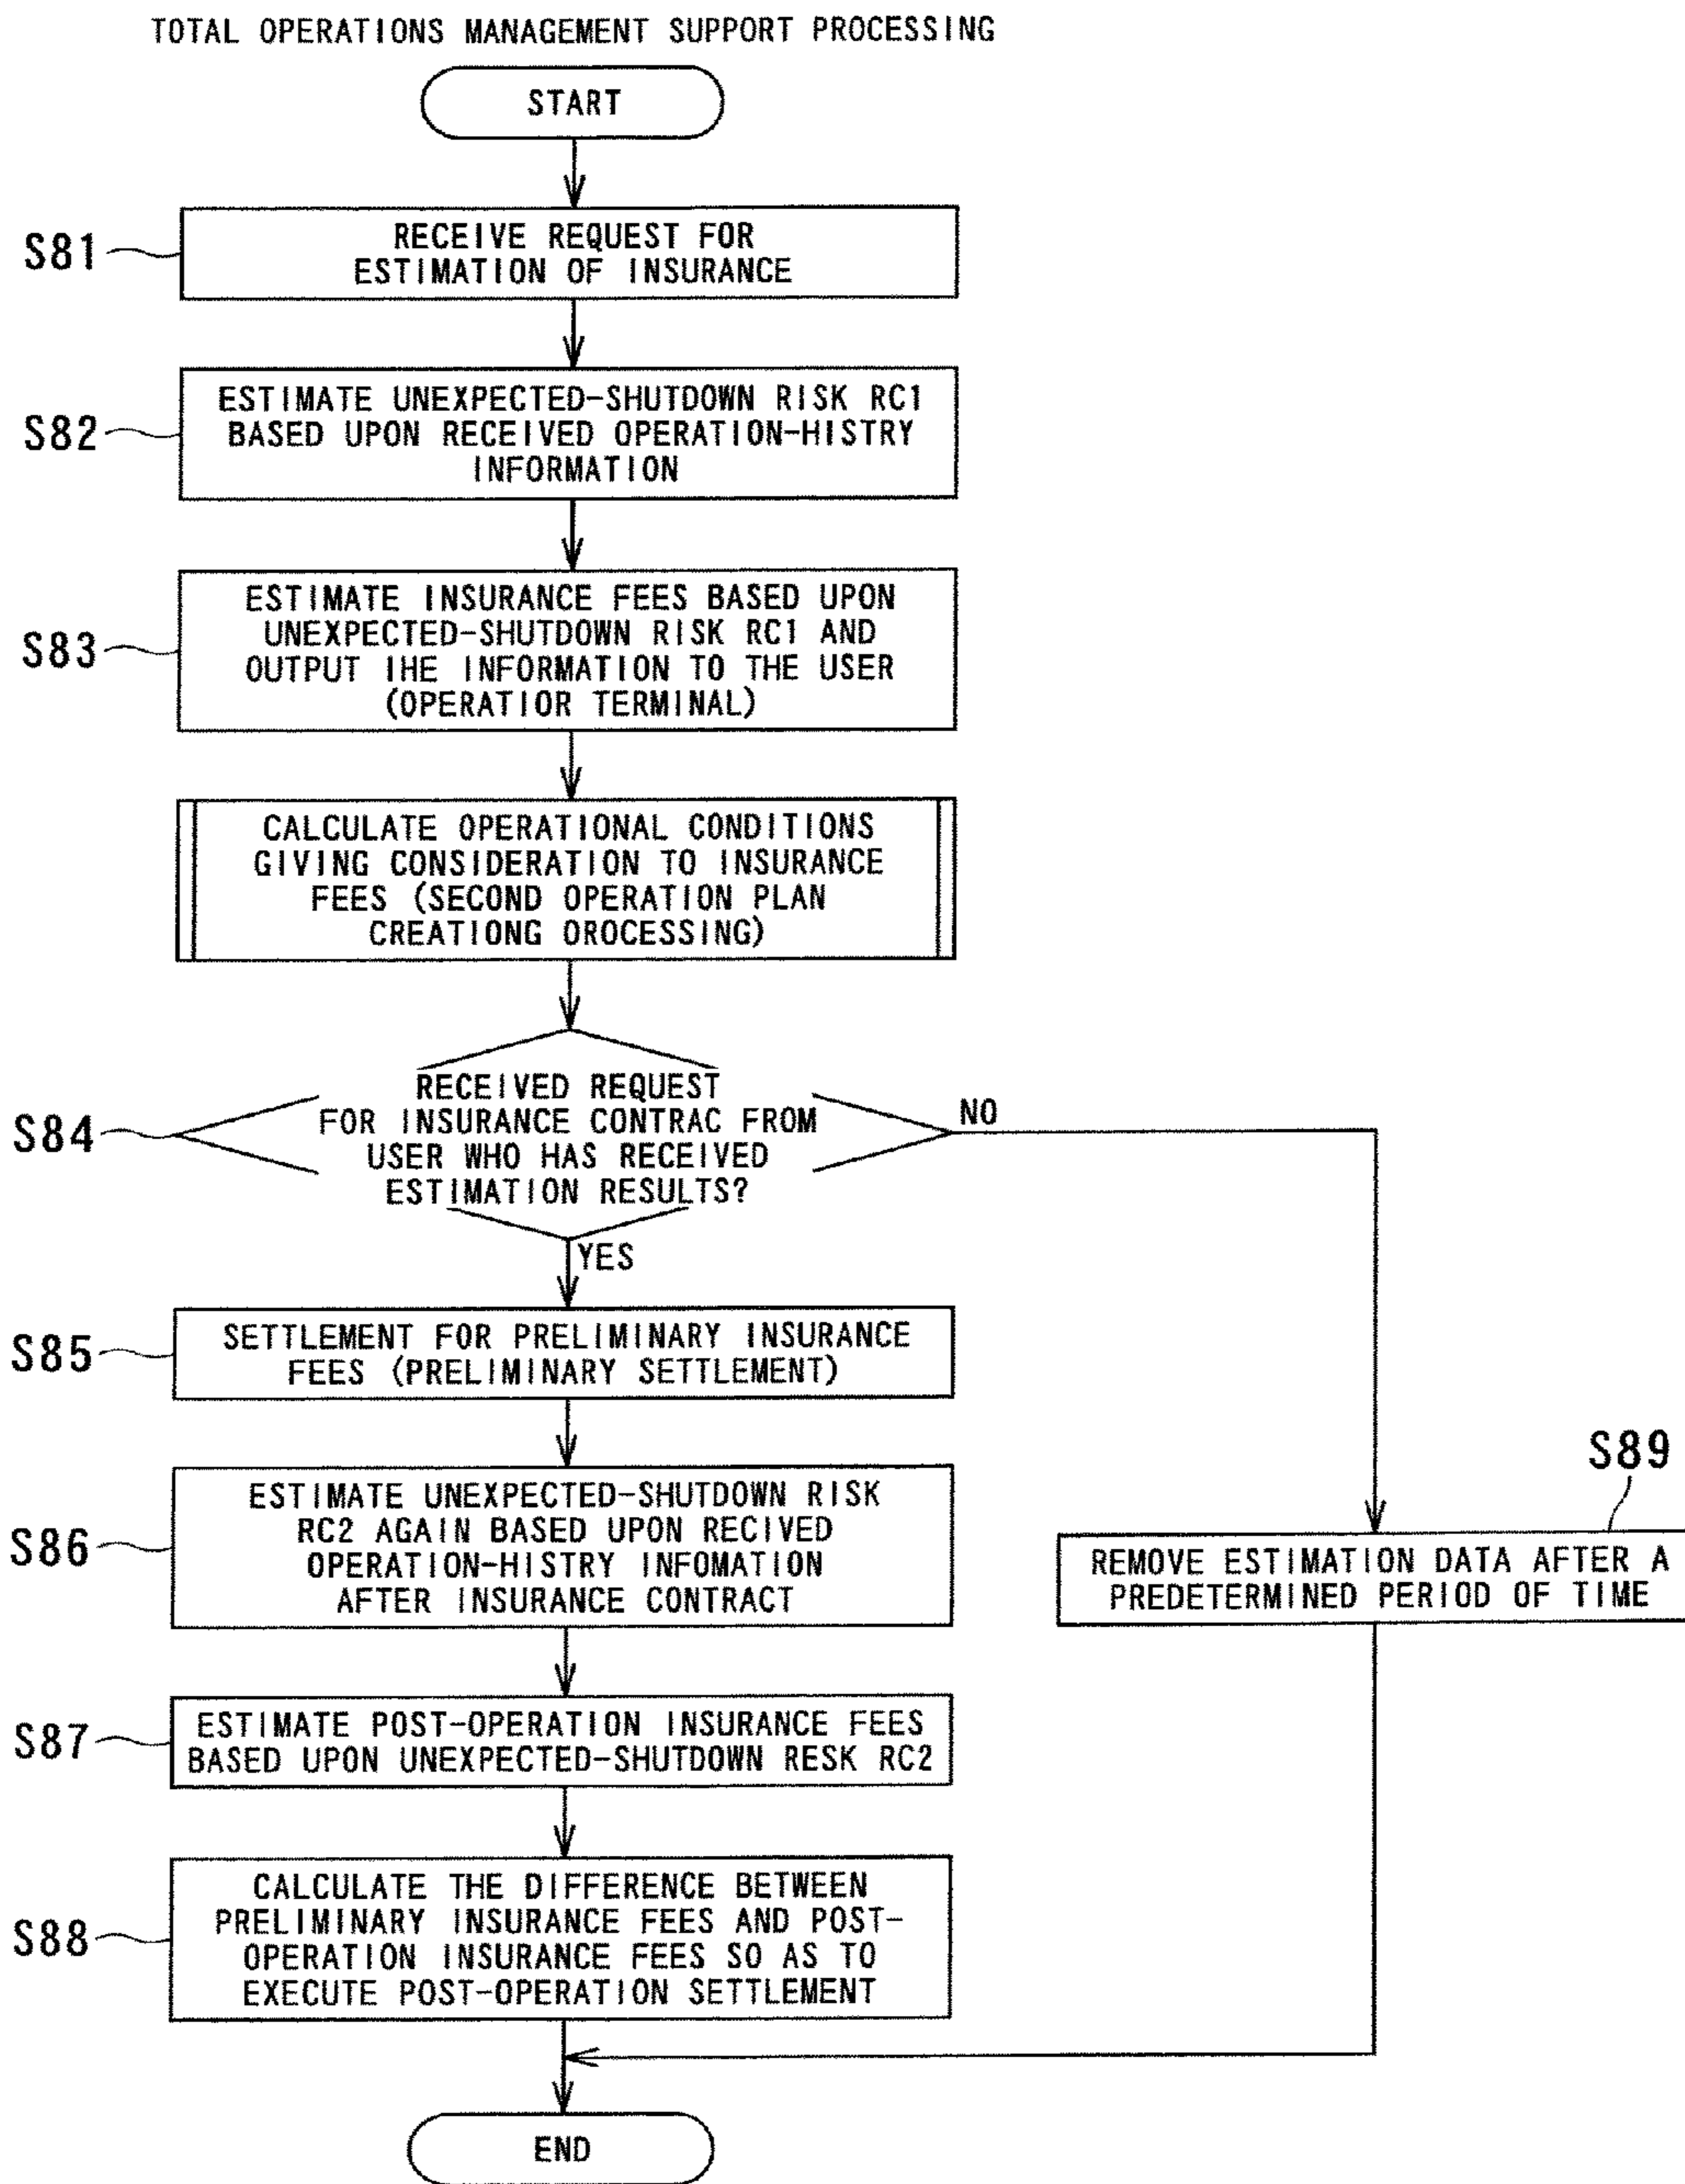 TOTAL OPERATIONS MANAGEMENT SUPPORT PROCESSING
START
S81
RECEIVE REQUEST FOR
ESTIMATION OF INSURANCE
S82
ESTIMATE UNEXPECTED-SHUTDOWN RISK RC1
BASED UPON RECEIVED OPERATION-HISTRY
INFORMATION
S83
ESTIMATE INSURANCE FEES BASED UPON
UNEXPECTED-SHUTDOWN RISK RC1 AND
OUTPUT IHE INFORMATION TO THE USER
(OPERATIOR TERMINAL)
CALCULATE OPERATIONAL CONDITIONS
GIVING CONSIDERATION TO INSURANCE
FEES (SECOND OPERATION PLAN
CREATIONG OROCESSING)
S84
RECEIVED REQUEST
FOR INSURANCE CONTRAC FROM
USER WHO HAS RECEIVED
ESTIMATION RESULTS?
NO
YES
S85
SETTLEMENT FOR PRELIMINARY INSURANCE
FEES (PRELIMINARY SETTLEMENT)
S86
ESTIMATE UNEXPECTED-SHUTDOWN RISK
RC2 AGAIN BASED UPON RECIVED
OPERATION-HISTRY INFOMATION
AFTER INSURANCE CONTRACT
S89
REMOVE ESTIMATION DATA AFTER A
PREDETERMINED PERIOD OF TIME
S87
ESTIMATE POST-OPERATION INSURANCE FEES
BASED UPON UNEXPECTED-SHUTDOWN RESK RC2
S88
CALCULATE THE DIFFERENCE BETWEEN
PRELIMINARY INSURANCE FEES AND POST-
OPERATION INSURANCE FEES SO AS TO
EXECUTE POST-OPERATION SETTLEMENT
END